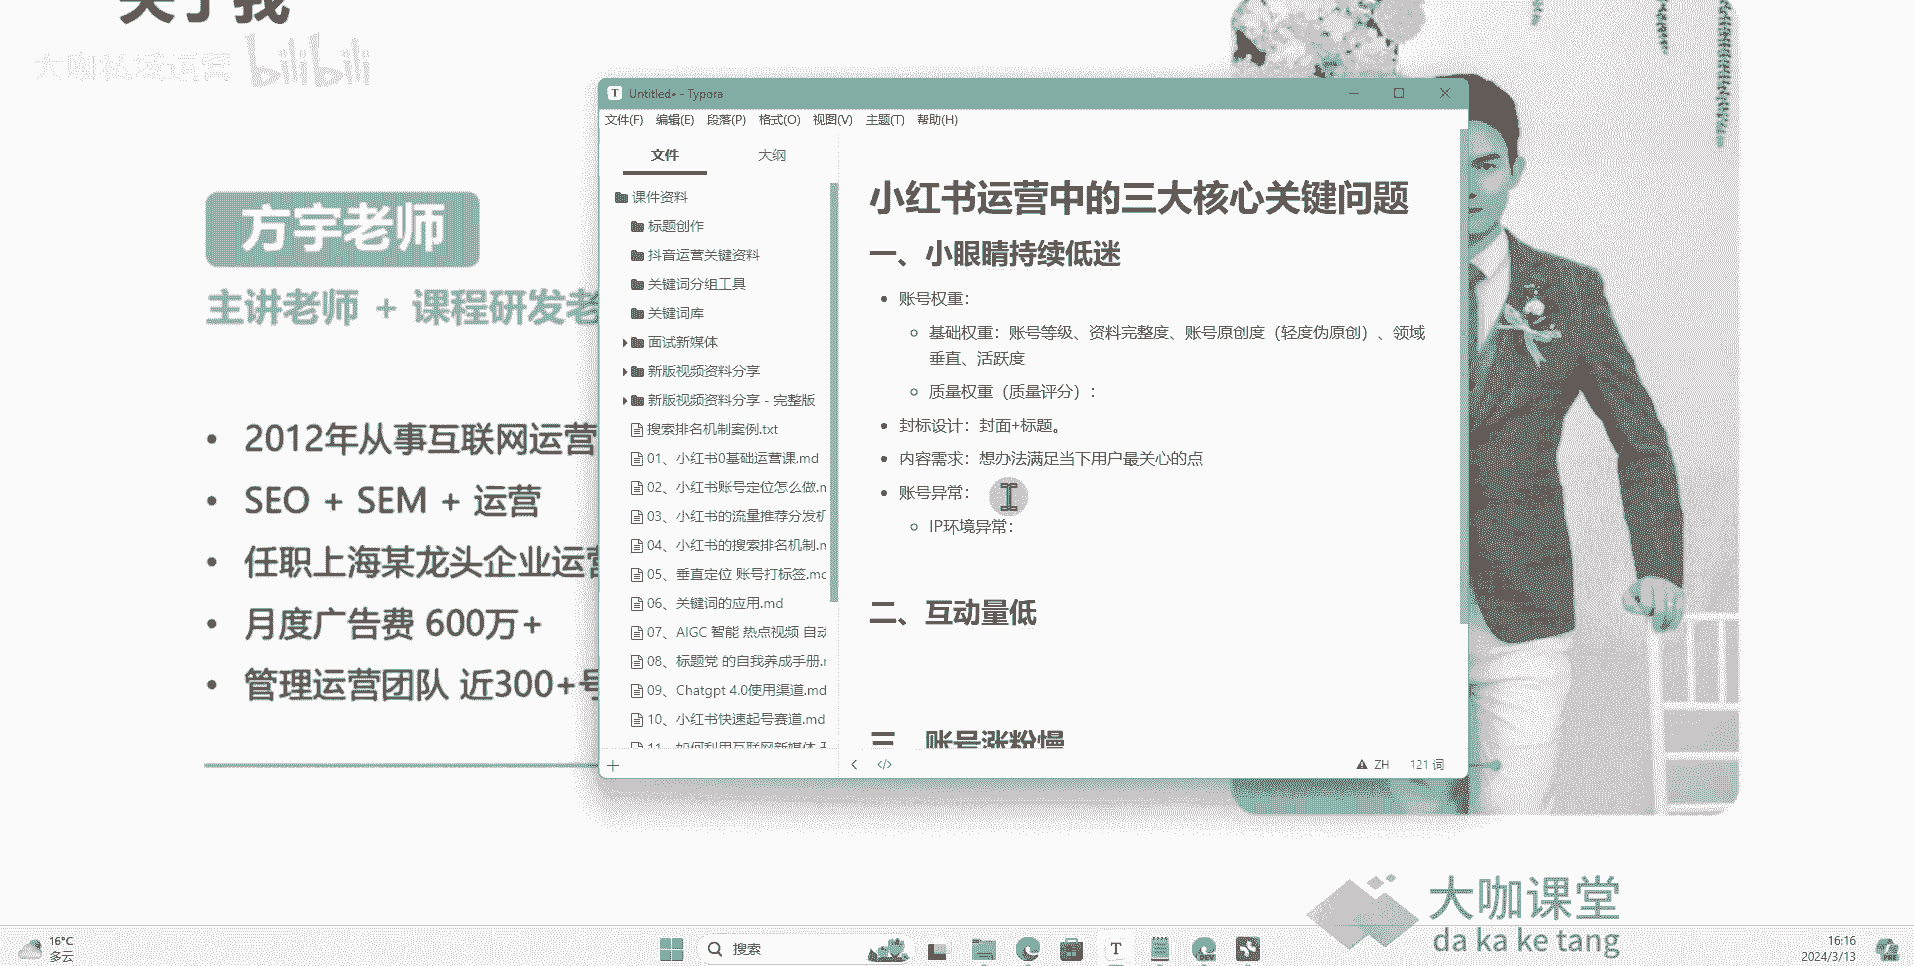 关于我
大咖私域运营 bilibili
方宇老师
主讲老师 + 课程研发老
2012年从事互联网运营
SEO + SEM + 运营
任职上海某龙头企业运营
月度广告费 600万+
管理运营团队 近300+号
Untitled• - Typora
文件(F) 编辑(E) 段落(P) 格式(O) 视图(V) 主题(T) 帮助(H)
文件 大纲
课件资料
标题创作
抖音运营关键资料
关键词分组工具
关键词库
面试新媒体
新版视频资料分享
新版视频资料分享 - 完整版
搜索排名机制案例.txt
01、小红书0基础运营课.md
02、小红书账号定位怎么做.m
03、小红书的流量推荐分发机
04、小红书的搜索排名机制.m
05、垂直定位 账号打标签.md
06、关键词的应用.md
07、AIGC 智能 热点视频 自动
08、标题党 的自我养成手册.m
09、Chatgpt 4.0使用渠道.md
10、小红书快速起号赛道.md
11、如何利用互联网新媒体
小红书运营中的三大核心关键问题
一、小眼睛持续低迷
账号权重：
基础权重：账号等级、资料完整度、账号原创度（轻度伪原创）、领域
垂直、活跃度
质量权重（质量评分）：
封标设计：封面+标题。
内容需求：想办法满足当下用户最关心的点
账号异常：
IP环境异常：
二、互动量低
三、账号涨粉慢
ZH 121 词
大咖课堂
da ka ke tang
16°C
多云
搜索
16:16
2024/3/13